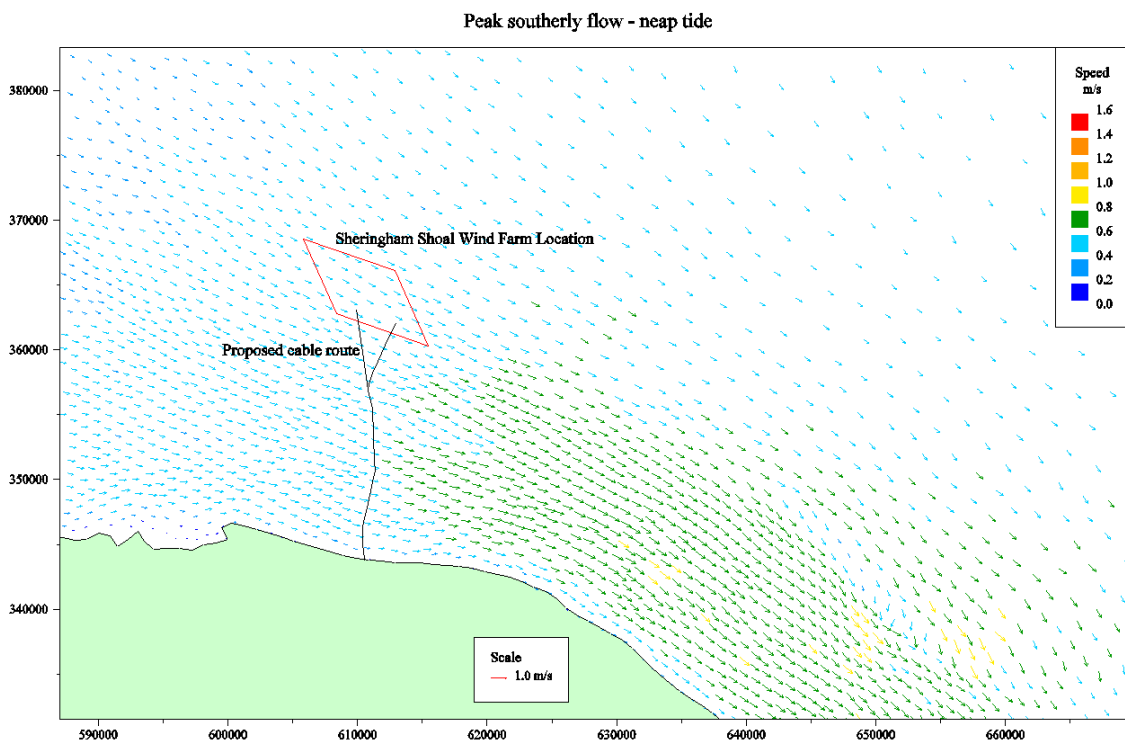 Peak southerly flow - neap tide
380000
370000
360000
350000
340000
590000 600000 610000 620000 630000 640000 650000 660000
Sheringham Shoal Wind Farm Location
Proposed cable route
Scale
1.0 m/s
Speed
m/s
1.6
1.4
1.2
1.0
0.8
0.6
0.4
0.2
0.0